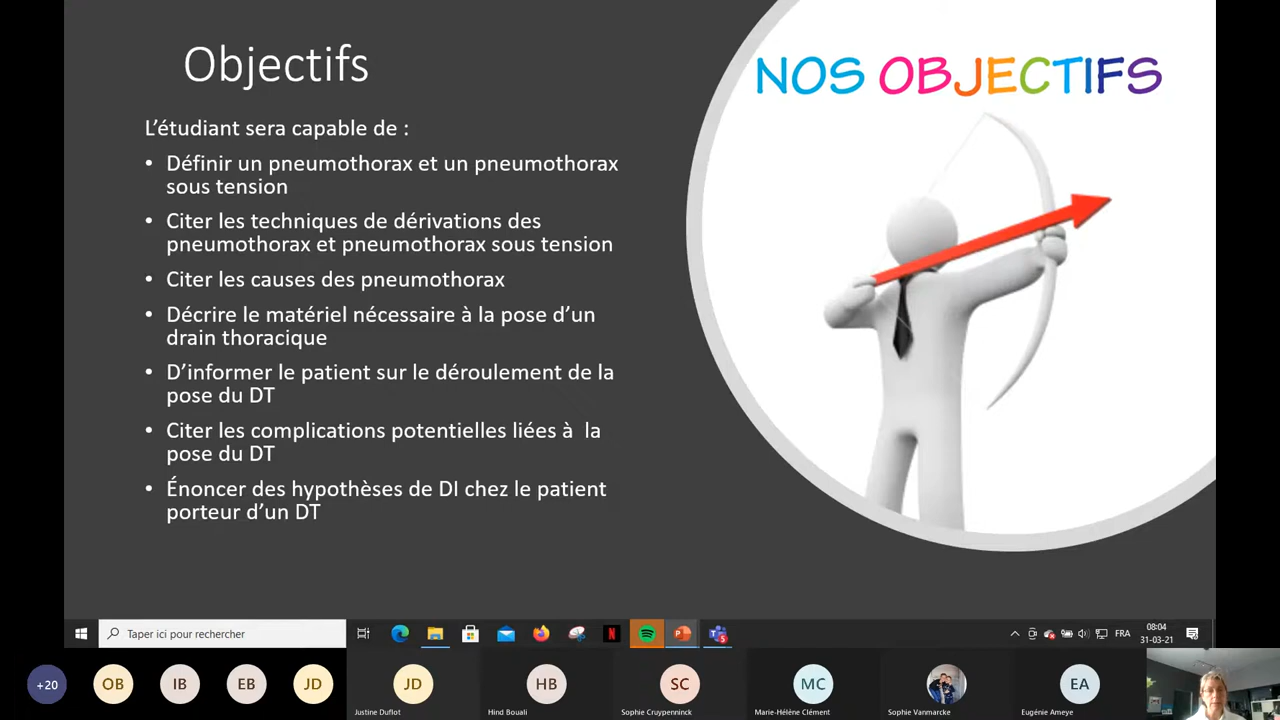 Objectifs
NOS OBJECTIFS
L’étudiant sera capable de :
• Définir un pneumothorax et un pneumothorax
sous tension
• Citer les techniques de dérivations des
pneumothorax et pneumothorax sous tension
• Citer les causes des pneumothorax
• Décrire le matériel nécessaire à la pose d’un
drain thoracique
• D’informer le patient sur le déroulement de la
pose du DT
• Citer les complications potentielles liées à la
pose du DT
• Énoncer des hypothèses de DI chez le patient
porteur d’un DT
Taper ici pour rechercher
N
FRA
08:04
31-03-21
+20
OB
IB
EB
JD
JD
HB
SC
MC
EA
Justine Duflot
Hind Bouali
Sophie Cruypenninck
Marie-Hélène Clément
Sophie Vanmarcke
Eugénie Ameye